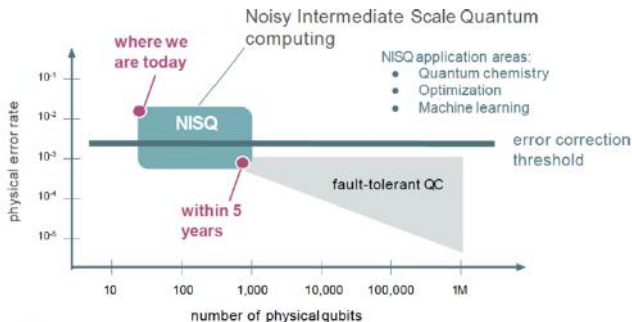 Noisy Intermediate Scale Quantum
computing
where we
are today
NISQ application areas:
● Quantum chemistry
● Optimization
● Machine learning
physical error rate
10⁻¹
10⁻²
10⁻³
10⁻⁴
10⁻⁵
NISQ
error correction
threshold
fault-tolerant QC
within 5
years
10
100
1,000
10,000
100,000
1M
number of physical qubits